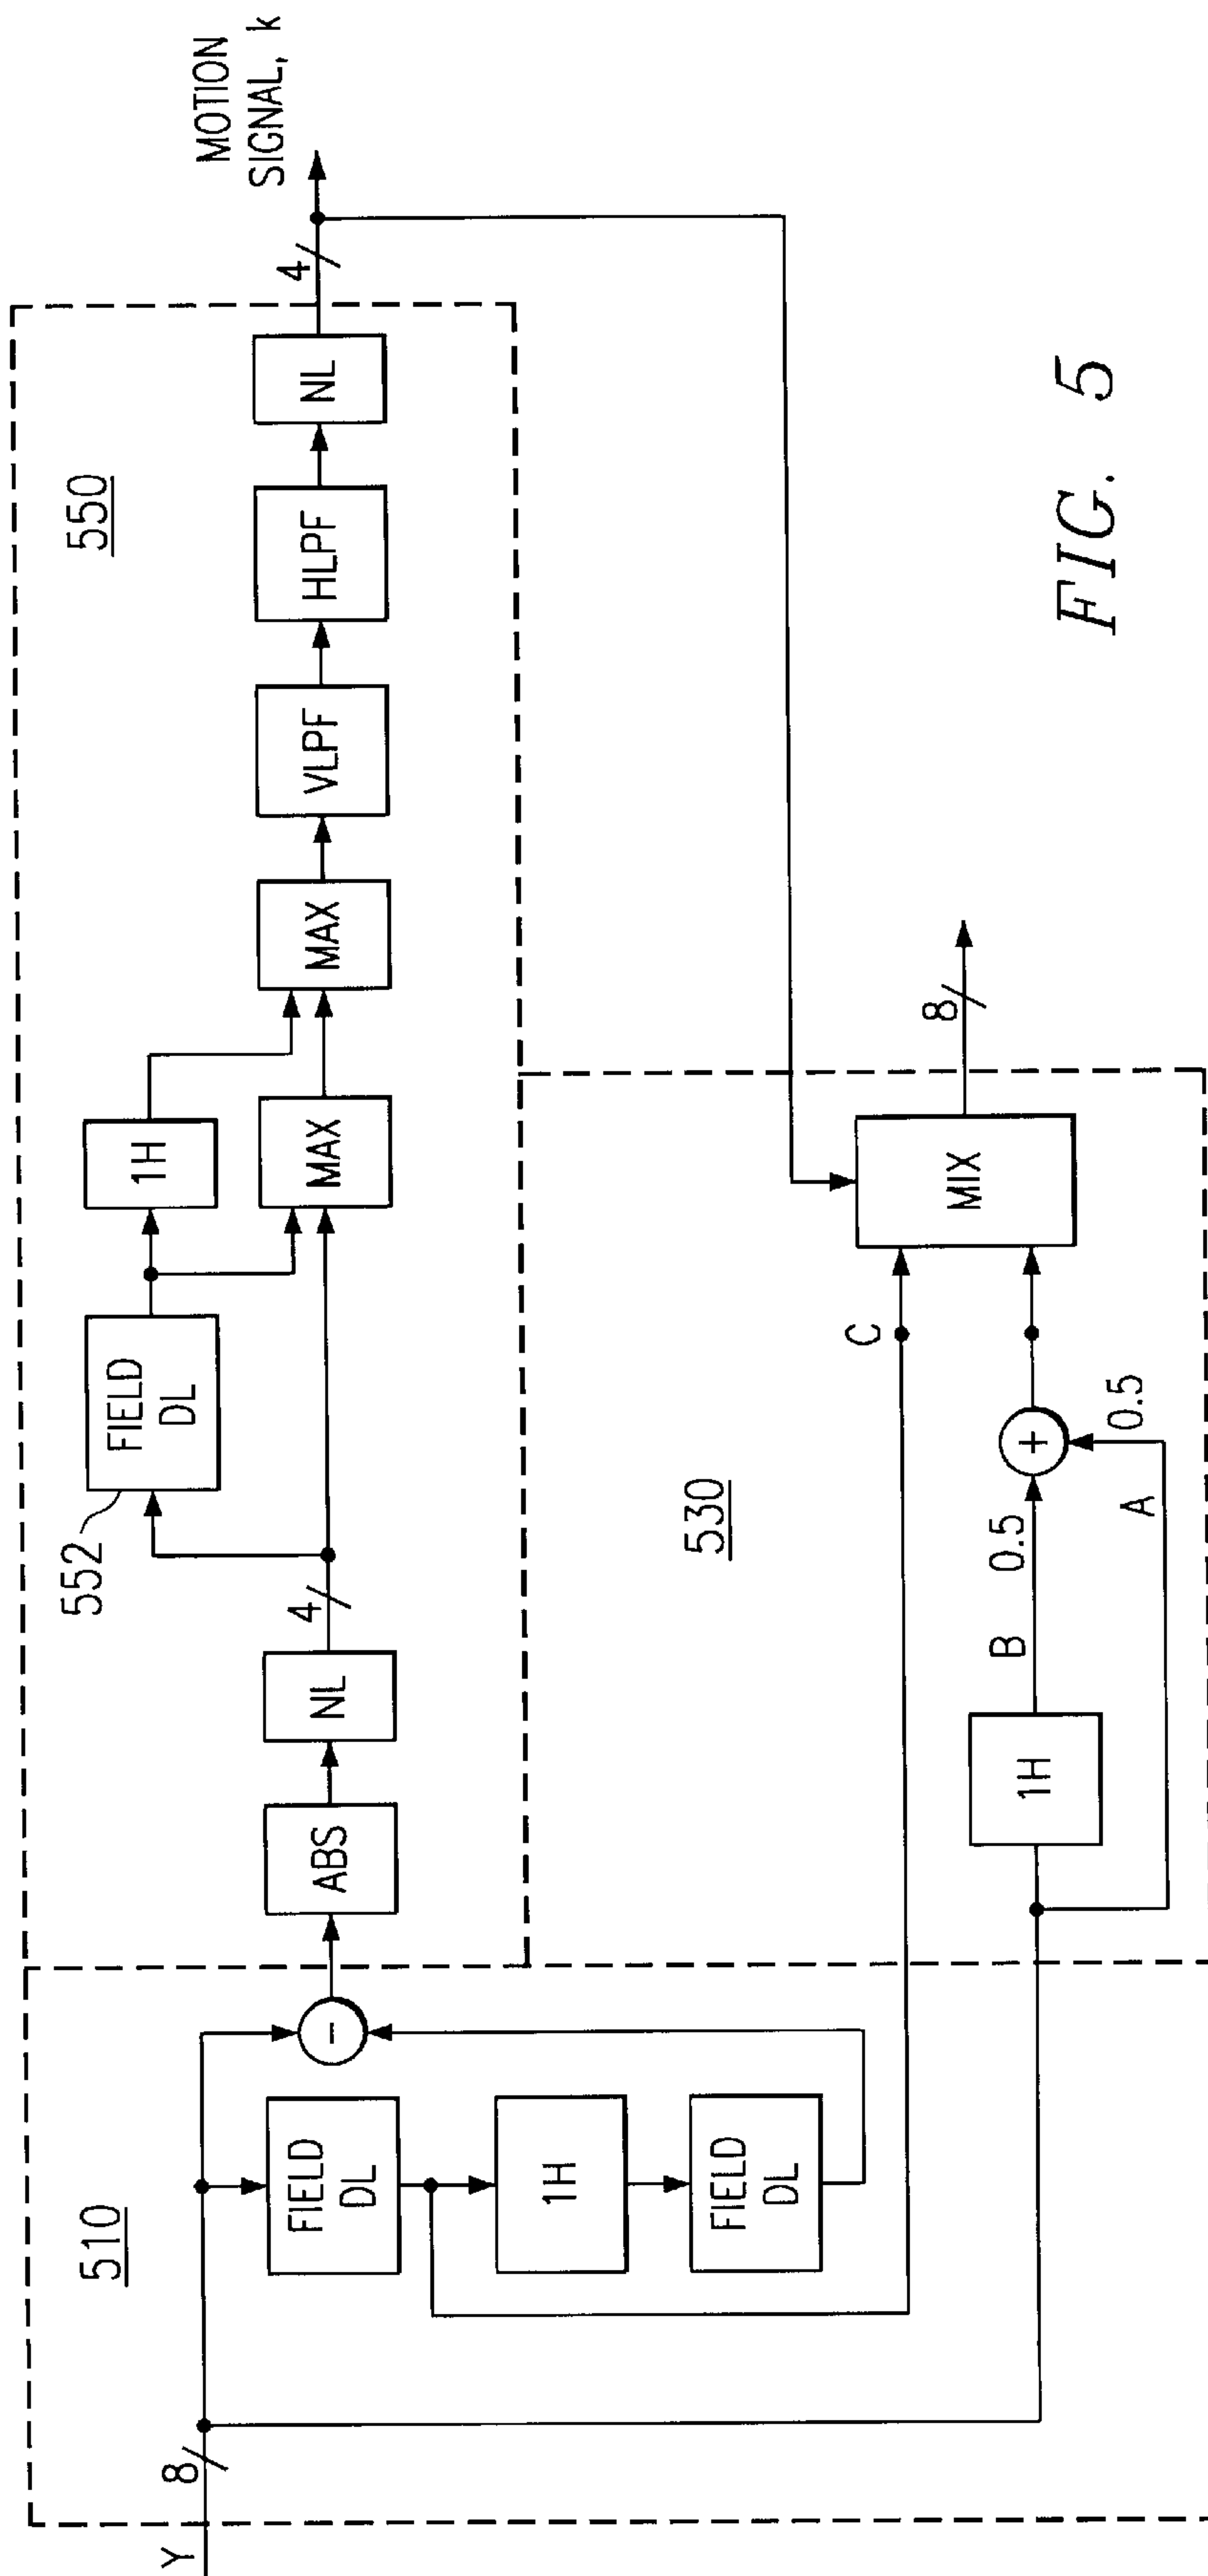 Y
8
510
FIELD
DL
1H
FIELD
DL
-
ABS
NL
4
552
FIELD
DL
1H
MAX
MAX
VLPF
HLPF
NL
550
4
MOTION
SIGNAL, k
530
1H
B
0.5
A
0.5
+
C
MIX
8
FIG. 5